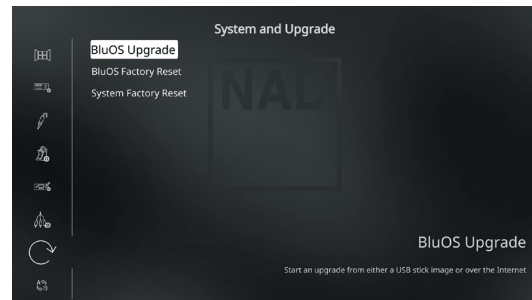 System and Upgrade
BluOS Upgrade
BluOS Factory Reset
System Factory Reset
NAD
BluOS Upgrade
Start an upgrade from either a USB stick image or over the Internet